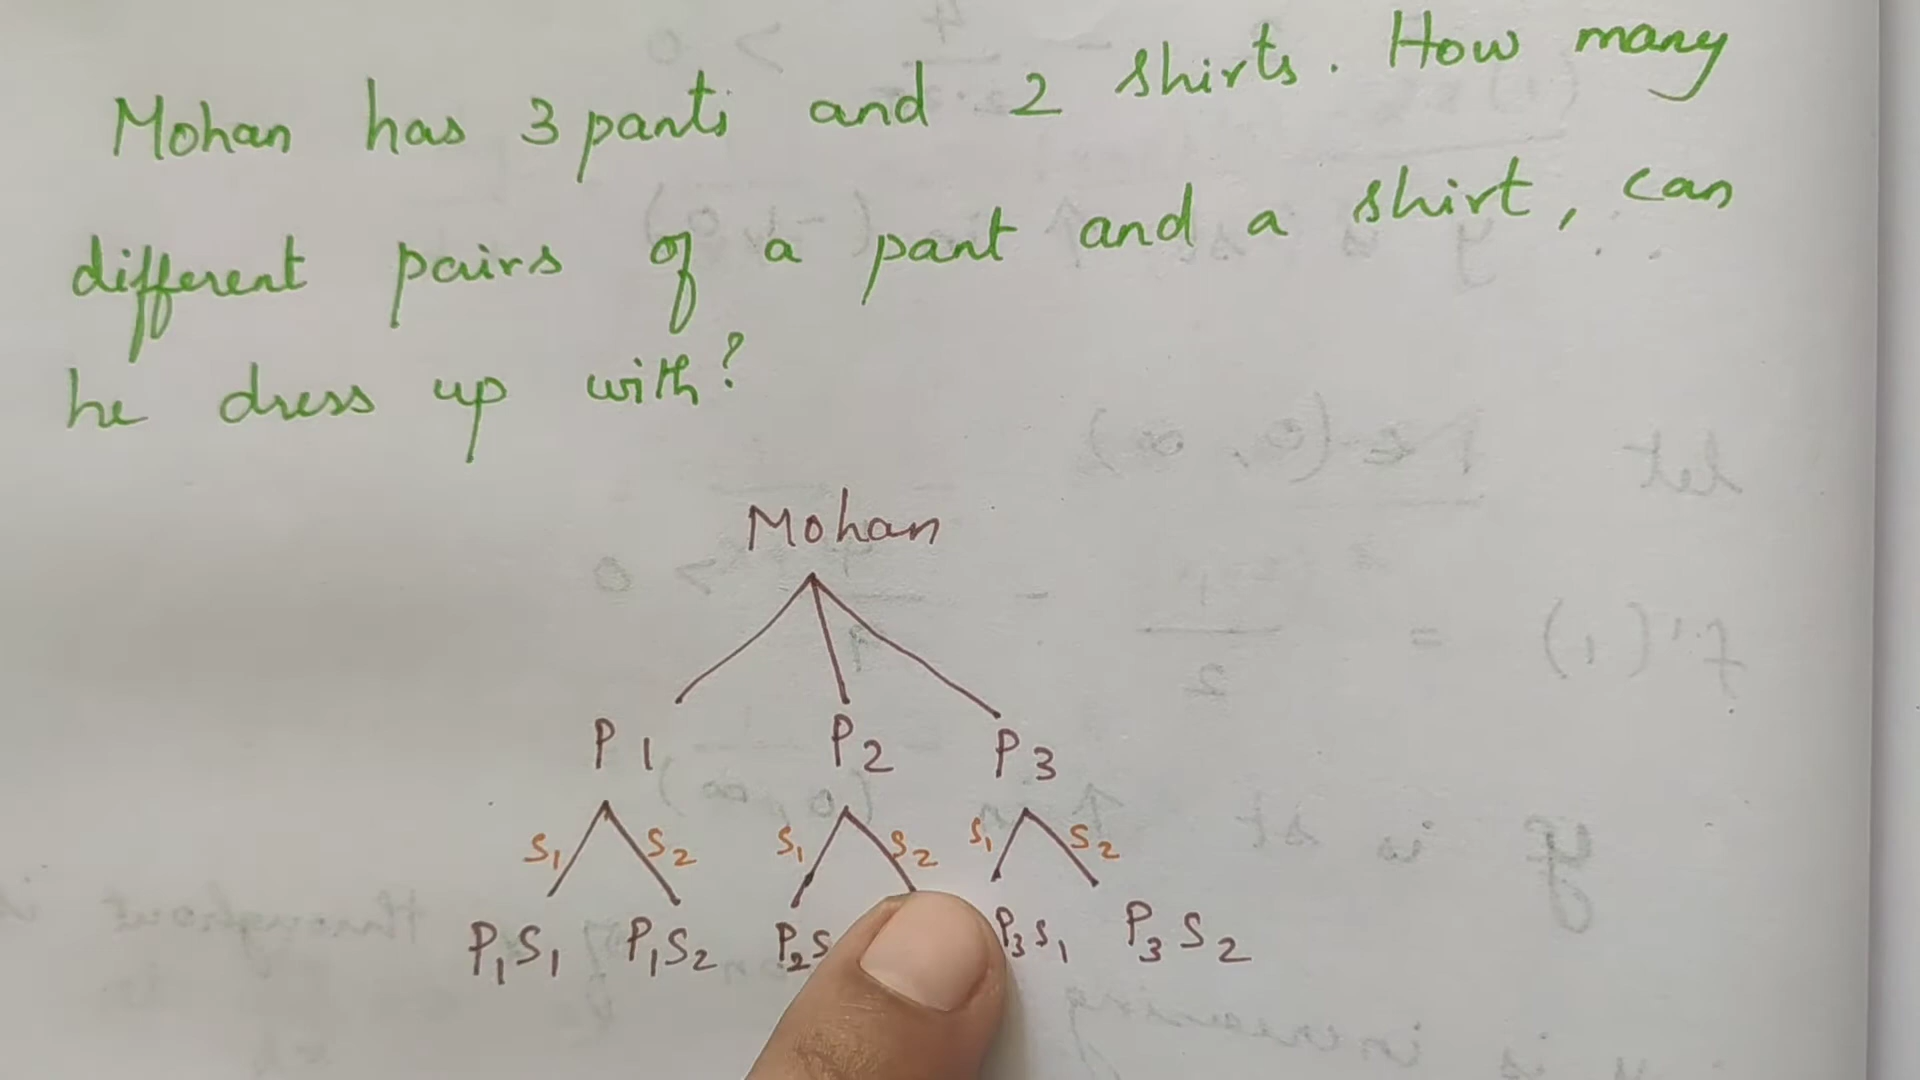 Mohan has 3 pants and 2 shirts. How many
different pairs of a pant and a shirt, can
he dress up with?
Mohan
P1 P2 P3
S1 S2 S1 S2 S1 S2
P1S1 P1S2 P2S P3S1 P3S2